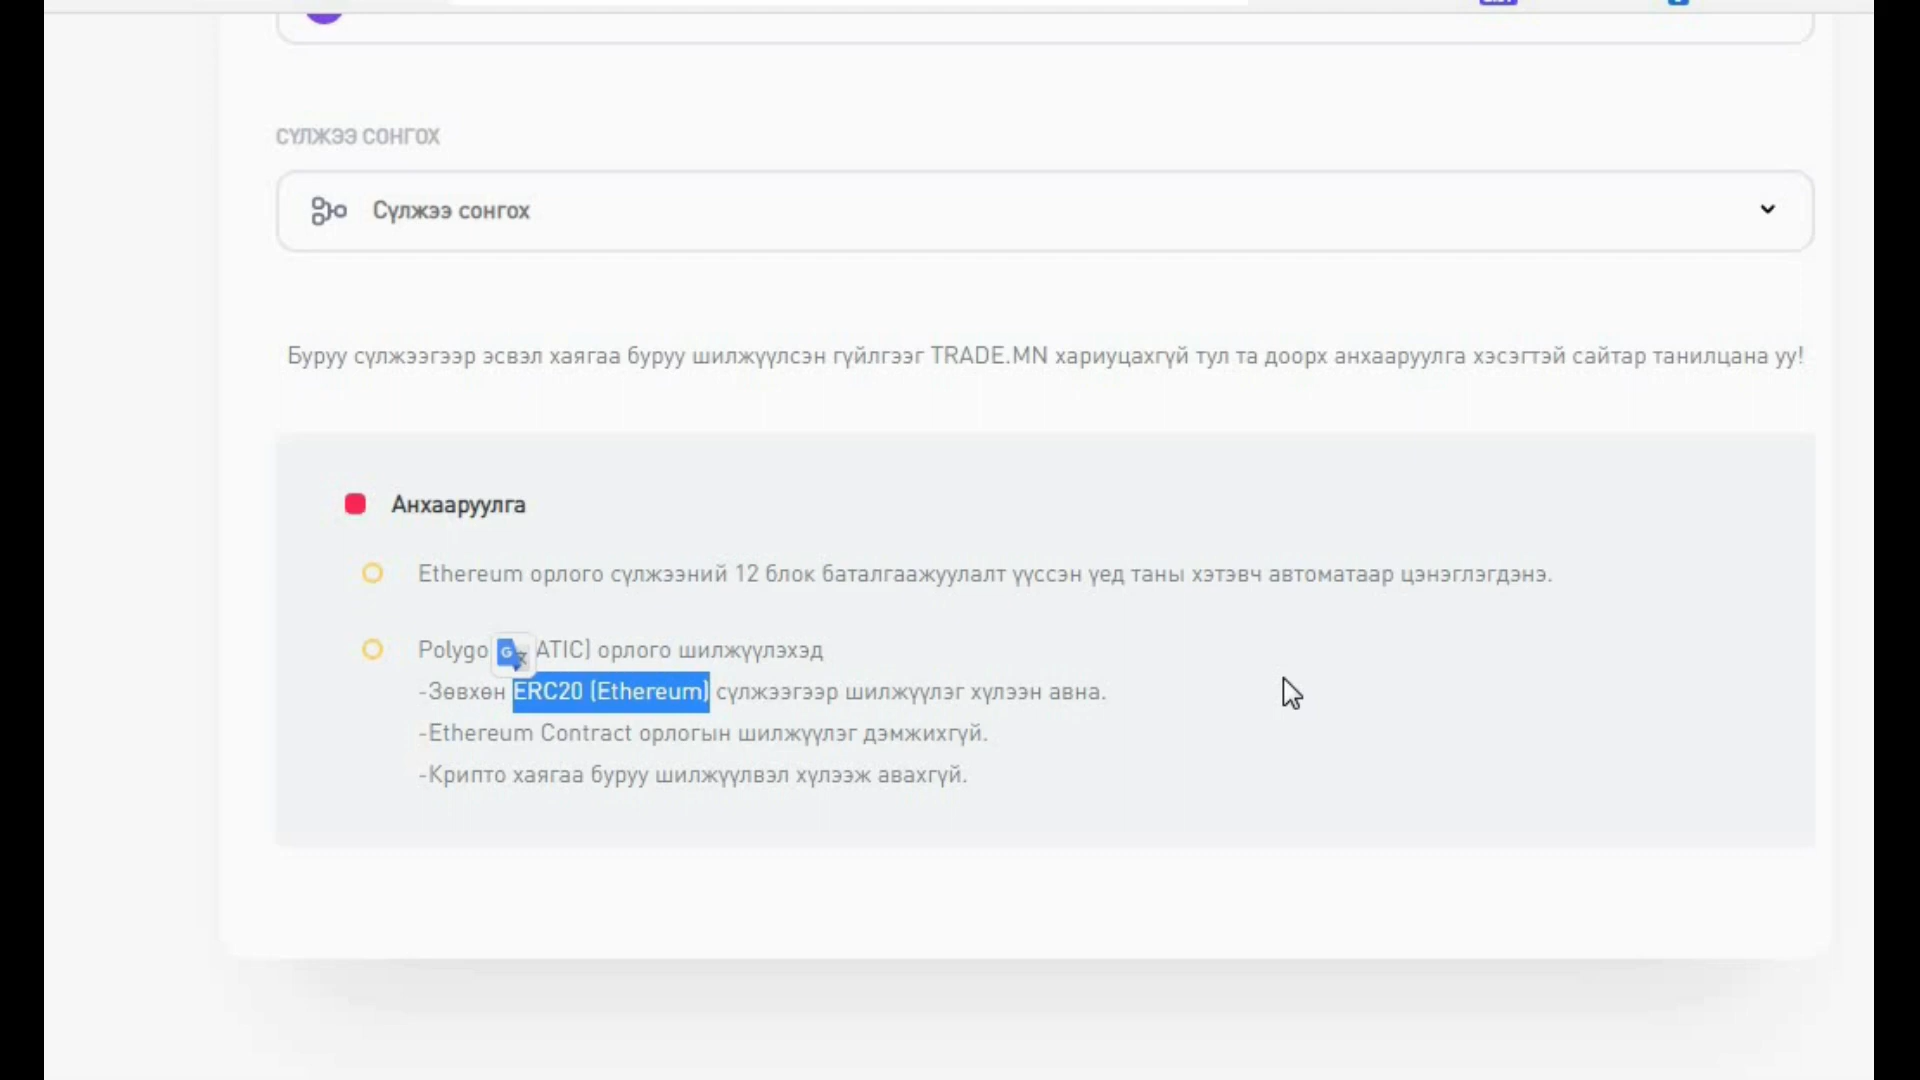 СҮЛЖЭЭ СОНГОХ
Сүлжээ сонгох
Буруу сүлжээгээр эсвэл хаягаа буруу шилжүүлсэн гүйлгээг TRADE.MN хариуцахгүй тул та доорх анхааруулга хэсэгтэй сайтар танилцана уу!
Анхааруулга
Ethereum орлого сүлжээний 12 блок баталгаажуулалт үүссэн үед таны хэтэвч автоматаар цэнэглэгдэнэ.
Polygo ATIC) орлого шилжүүлэхэд
-Зөвхөн ERC20 (Ethereum) сүлжээгээр шилжүүлэг хүлээн авна.
-Ethereum Contract орлогын шилжүүлэг дэмжихгүй.
-Крипто хаягаа буруу шилжүүлвэл хүлээж авахгүй.